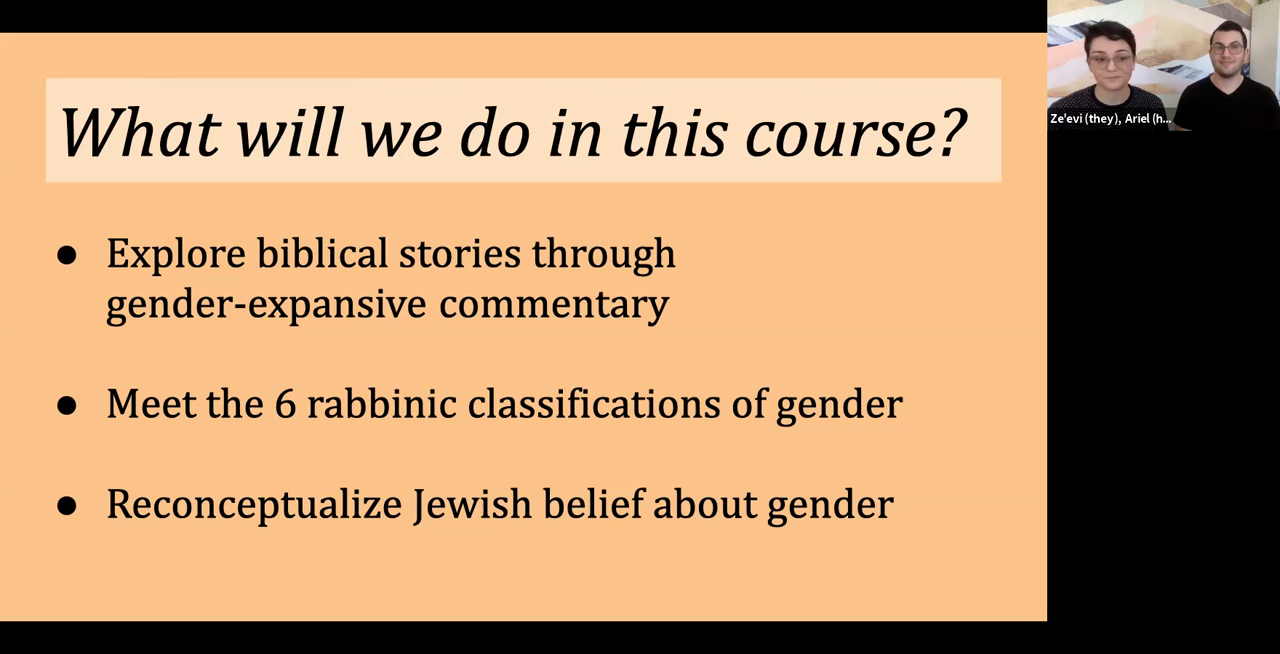 What will we do in this course?
● Explore biblical stories through
gender-expansive commentary
● Meet the 6 rabbinic classifications of gender
● Reconceptualize Jewish belief about gender
Ze'evi (they), Ariel (h...